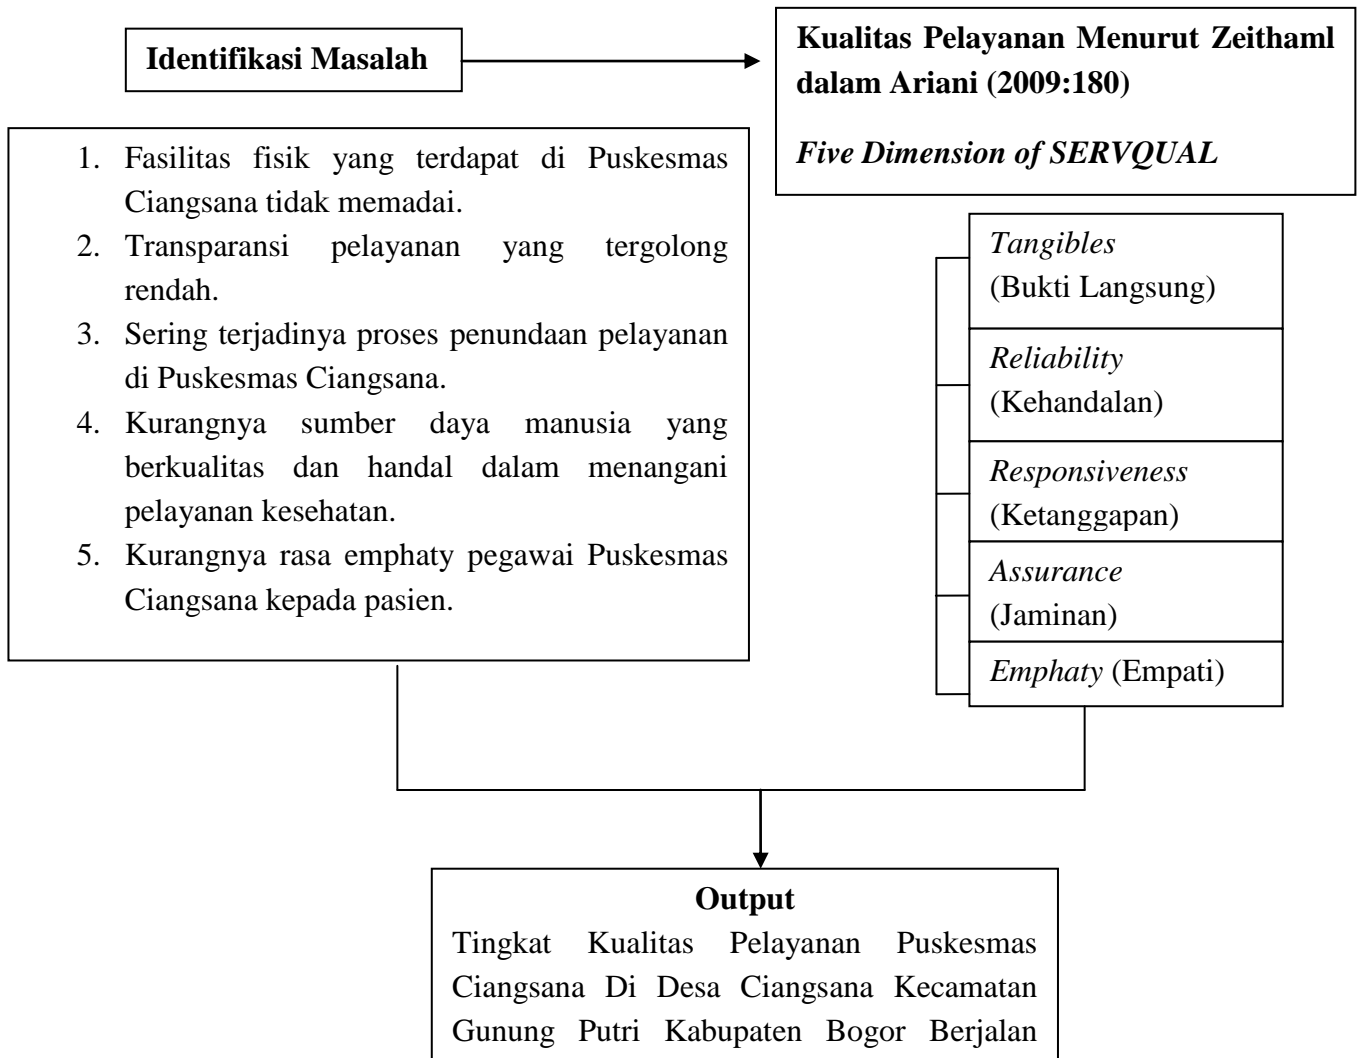 Identifikasi Masalah
Kualitas Pelayanan Menurut Zeithaml
dalam Ariani (2009:180)
Five Dimension of SERVQUAL
1. Fasilitas fisik yang terdapat di Puskesmas
Ciangsana tidak memadai.
2. Transparansi pelayanan yang tergolong
rendah.
3. Sering terjadinya proses penundaan pelayanan
di Puskesmas Ciangsana.
4. Kurangnya sumber daya manusia yang
berkualitas dan handal dalam menangani
pelayanan kesehatan.
5. Kurangnya rasa emphaty pegawai Puskesmas
Ciangsana kepada pasien.
Tangibles
(Bukti Langsung)
Reliability
(Kehandalan)
Responsiveness
(Ketanggapan)
Assurance
(Jaminan)
Emphaty (Empati)
Output
Tingkat Kualitas Pelayanan Puskesmas
Ciangsana Di Desa Ciangsana Kecamatan
Gunung Putri Kabupaten Bogor Berjalan